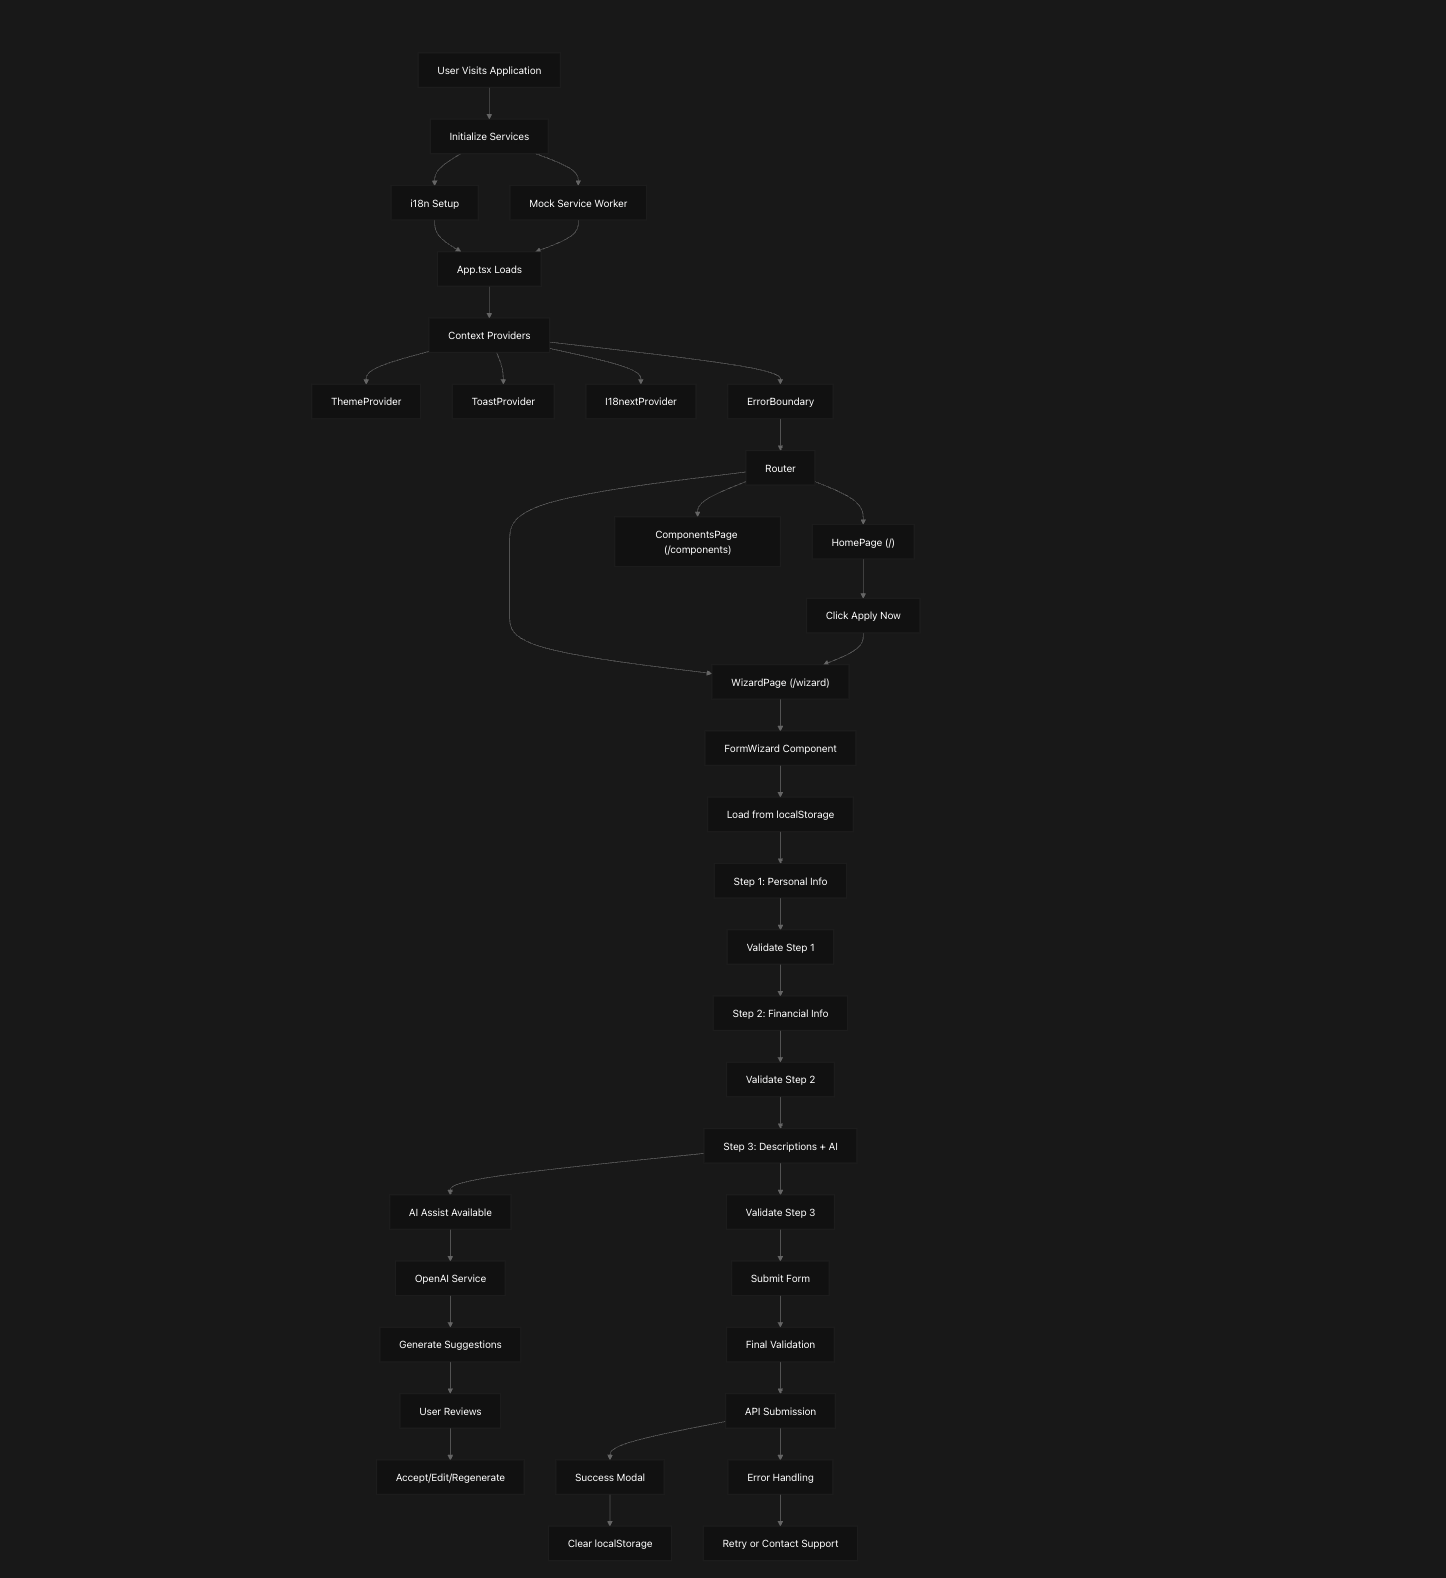 User Visits Application
Initialize Services
i18n Setup
Mock Service Worker
App.tsx Loads
Context Providers
ThemeProvider
ToastProvider
I18nextProvider
ErrorBoundary
Router
ComponentsPage
(/components)
HomePage (/)
Click Apply Now
WizardPage (/wizard)
FormWizard Component
Load from localStorage
Step 1: Personal Info
Validate Step 1
Step 2: Financial Info
Validate Step 2
Step 3: Descriptions + AI
AI Assist Available
Validate Step 3
OpenAI Service
Submit Form
Generate Suggestions
Final Validation
User Reviews
API Submission
Accept/Edit/Regenerate
Success Modal
Error Handling
Clear localStorage
Retry or Contact Support